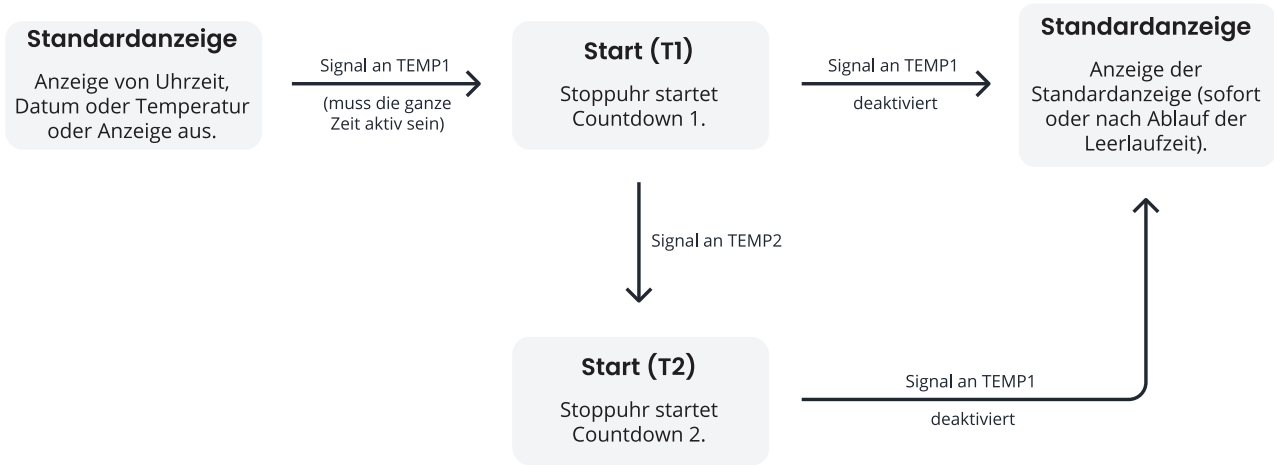 Standardanzeige
Anzeige von Uhrzeit,
Datum oder Temperatur
oder Anzeige aus.
Signal an TEMP1
(muss die ganze
Zeit aktiv sein)
Start (T1)
Stoppuhr startet
Countdown 1.
Signal an TEMP1
deaktiviert
Standardanzeige
Anzeige der
Standardanzeige (sofort
oder nach Ablauf der
Leerlaufzeit).
Signal an TEMP2
Start (T2)
Stoppuhr startet
Countdown 2.
Signal an TEMP1
deaktiviert